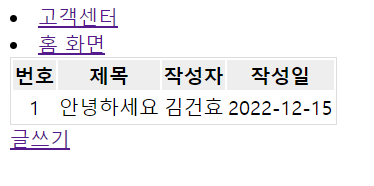 고객센터
홈 화면
번호 제목 작성자 작성일
1 안녕하세요 김건효 2022-12-15
글쓰기